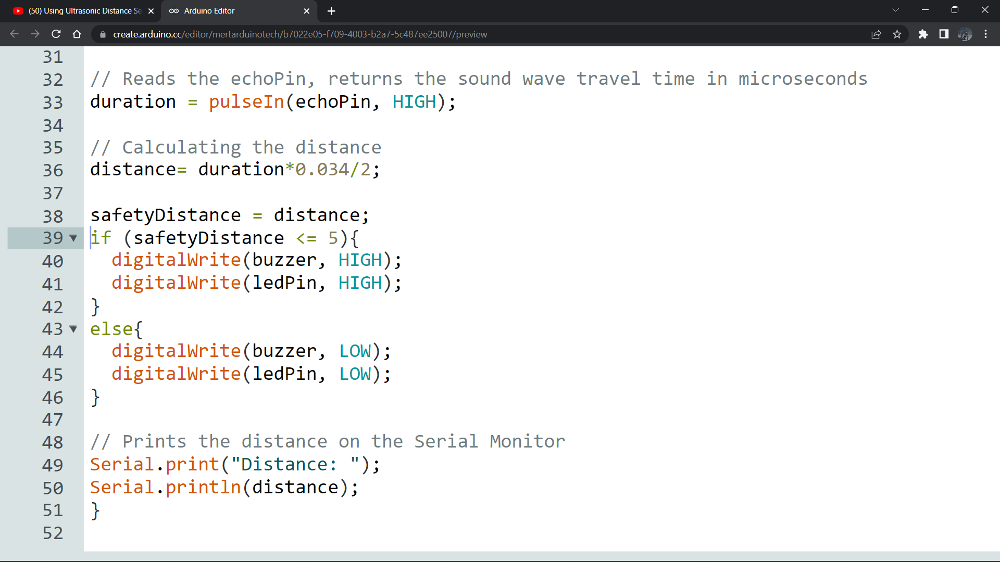 (50) Using Ultrasonic Distance Se
Arduino Editor
create.arduino.cc/editor/mertarduinotech/b7022e05-f709-4003-b2a7-5c487ee25007/preview
31
32 // Reads the echoPin, returns the sound wave travel time in microseconds
33 duration = pulseIn(echoPin, HIGH);
34
35 // Calculating the distance
36 distance= duration*0.034/2;
37
38 safetyDistance = distance;
39 if (safetyDistance <= 5){
40   digitalWrite(buzzer, HIGH);
41   digitalWrite(ledPin, HIGH);
42 }
43 else{
44   digitalWrite(buzzer, LOW);
45   digitalWrite(ledPin, LOW);
46 }
47
48 // Prints the distance on the Serial Monitor
49 Serial.print("Distance: ");
50 Serial.println(distance);
51 }
52